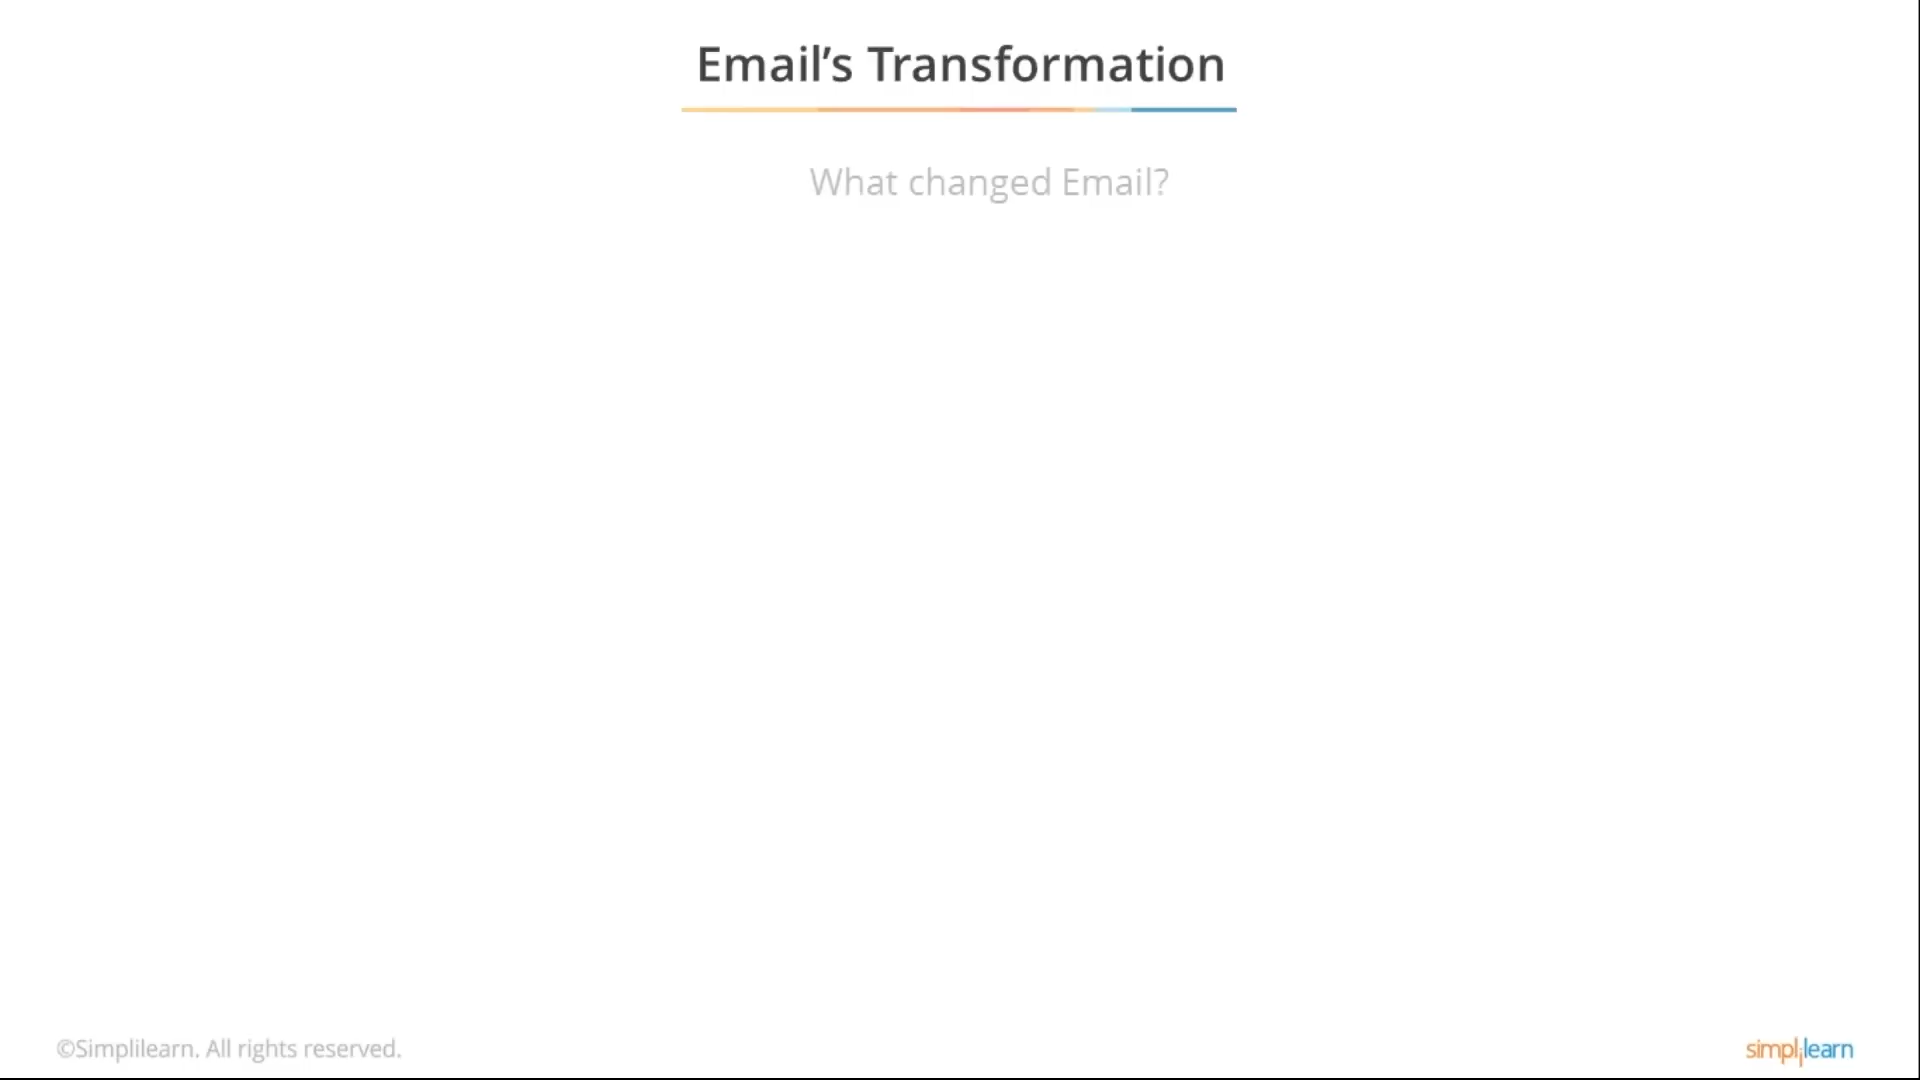 Email’s Transformation
What changed Email?
©Simplilearn. All rights reserved.
simplilearn